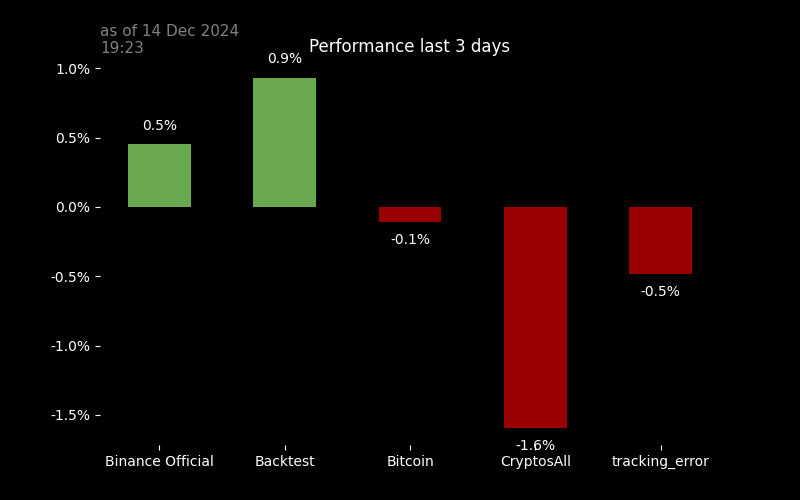 as of 14 Dec 2024
19:23
Performance last 3 days
1.0%
0.5%
0.0%
-0.5%
-1.0%
-1.5%
0.5%
0.9%
-0.1%
-1.6%
-0.5%
Binance Official
Backtest
Bitcoin
CryptosAll
tracking_error